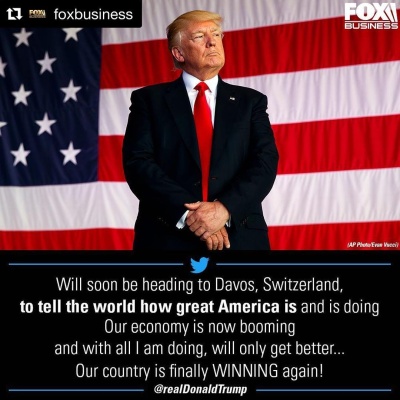 FOXA
BUSINESS
foxbusiness
FOX
BUSINESS
(AP Photo/Evan Vucci)
Will soon be heading to Davos, Switzerland,
to tell the world how great America is and is doing
Our economy is now booming
and with all I am doing, will only get better...
Our country is finally WINNING again!
@realDonaldTrump